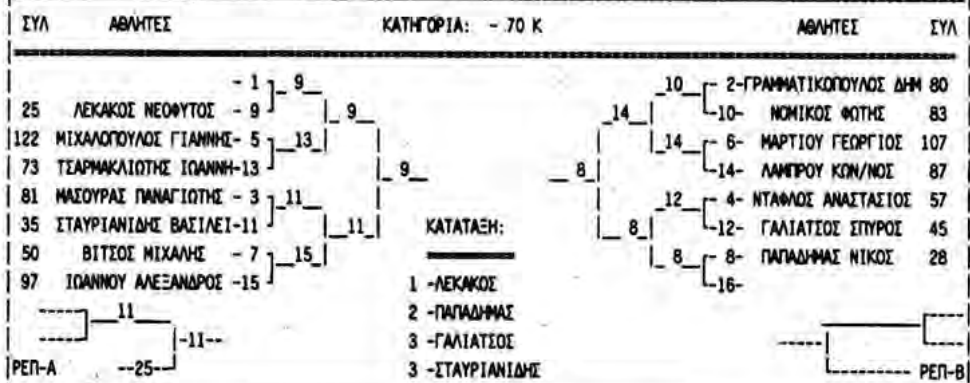 ΣΥΛ ΑΘΛΗΤΕΣ ΚΑΤΗΓΟΡΙΑ: - 70 Κ ΑΘΛΗΤΕΣ ΣΥΛ
- 1 9 10 2-ΓΡΑΜΜΑΤΙΚΟΠΟΥΛΟΣ ΔΗΜ 80
25 ΛΕΚΑΚΟΣ ΝΕΟΦΥΤΟΣ - 9 9 14 -10- ΝΟΜΙΚΟΣ ΦΩΤΗΣ 83
122 ΜΙΧΑΛΟΠΟΥΛΟΣ ΓΙΑΝΝΗΣ- 5 13 14 6- ΜΑΡΤΙΟΥ ΓΕΩΡΓΙΟΣ 107
73 ΤΣΑΡΜΑΚΛΙΩΤΗΣ ΙΩΑΝΝΗ-13 -14- ΛΑΜΠΡΟΥ ΚΩΝ/ΝΟΣ 87
9 8
81 ΜΑΣΟΥΡΑΣ ΠΑΝΑΓΙΩΤΗΣ - 3 11 12 4- ΝΤΑΦΛΟΣ ΑΝΑΣΤΑΣΙΟΣ 57
35 ΣΤΑΥΡΙΑΝΙΔΗΣ ΒΑΣΙΛΕΙ-11 11 ΚΑΤΑΤΑΞΗ: 8 -12- ΓΑΛΙΑΤΣΟΣ ΣΠΥΡΟΣ 45
50 ΒΙΤΣΟΣ ΜΙΧΑΛΗΣ - 7 15 8 8- ΠΑΠΑΔΗΜΑΣ ΝΙΚΟΣ 28
97 ΙΩΑΝΝΟΥ ΑΛΕΞΑΝΔΡΟΣ -15 1 -ΛΕΚΑΚΟΣ -16-
11 2 -ΠΑΠΑΔΗΜΑΣ
-11-- 3 -ΓΑΛΙΑΤΣΟΣ
ΡΕΠ-Α --25-- 3 -ΣΤΑΥΡΙΑΝΙΔΗΣ ΡΕΠ-Β